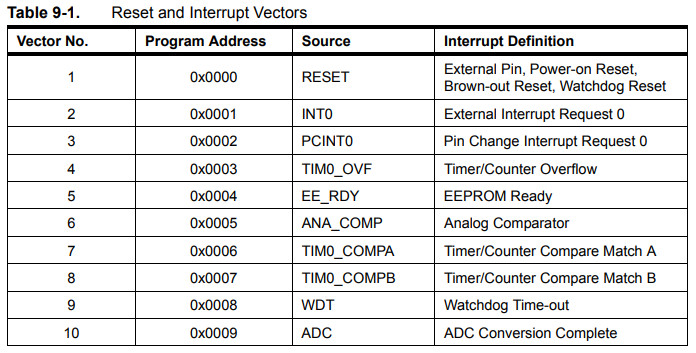 Table 9-1. Reset and Interrupt Vectors
Vector No. Program Address Source Interrupt Definition
1 0x0000 RESET External Pin, Power-on Reset,
Brown-out Reset, Watchdog Reset
2 0x0001 INT0 External Interrupt Request 0
3 0x0002 PCINT0 Pin Change Interrupt Request 0
4 0x0003 TIM0_OVF Timer/Counter Overflow
5 0x0004 EE_RDY EEPROM Ready
6 0x0005 ANA_COMP Analog Comparator
7 0x0006 TIM0_COMPA Timer/Counter Compare Match A
8 0x0007 TIM0_COMPB Timer/Counter Compare Match B
9 0x0008 WDT Watchdog Time-out
10 0x0009 ADC ADC Conversion Complete